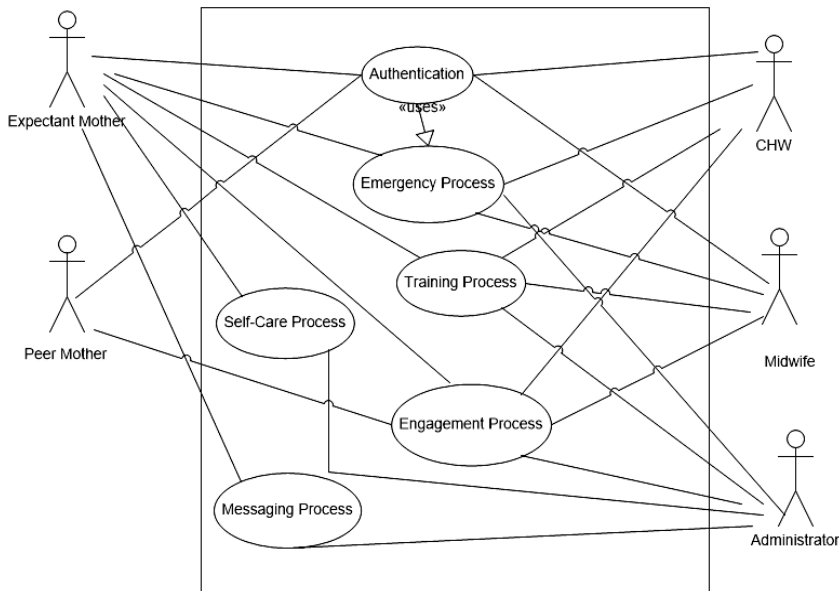 Authentication
Expectant Mother
«uses»
CHW
Emergency Process
Training Process
Self-Care Process
Peer Mother
Midwife
Engagement Process
Messaging Process
Administrator